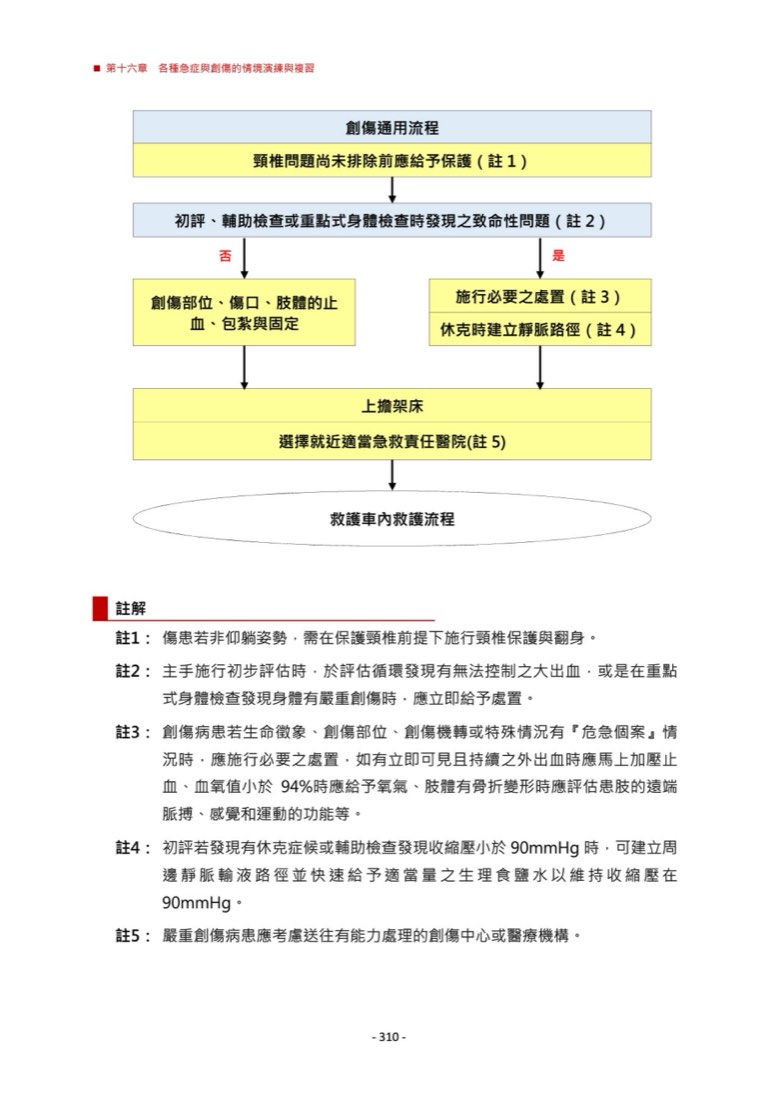 ■ 第十六章 各種急症與創傷的情境演練與複習
創傷通用流程
頸椎問題尚未排除前應給予保護（註1）
初評、輔助檢查或重點式身體檢查時發現之致命性問題（註2）
否
是
創傷部位、傷口、肢體的止
血、包紮與固定
施行必要之處置（註3）
休克時建立靜脈路徑（註4）
上擔架床
選擇就近適當急救責任醫院(註5)
救護車內救護流程
註解
註1： 傷患若非仰躺姿勢，需在保護頸椎前提下施行頸椎保護與翻身。
註2： 主手施行初步評估時，於評估循環發現有無法控制之大出血，或是在重點
式身體檢查發現身體有嚴重創傷時，應立即給予處置。
註3： 創傷病患若生命徵象、創傷部位、創傷機轉或特殊情況有『危急個案』情
況時，應施行必要之處置，如有立即可見且持續之外出血時應馬上加壓止
血、血氧值小於 94%時應給予氧氣、肢體有骨折變形時應評估患肢的遠端
脈搏、感覺和運動的功能等。
註4： 初評若發現有休克症候或輔助檢查發現收縮壓小於 90mmHg 時，可建立周
邊靜脈輸液路徑並快速給予適當量之生理食鹽水以維持收縮壓在
90mmHg。
註5： 嚴重創傷病患應考慮送往有能力處理的創傷中心或醫療機構。
- 310 -